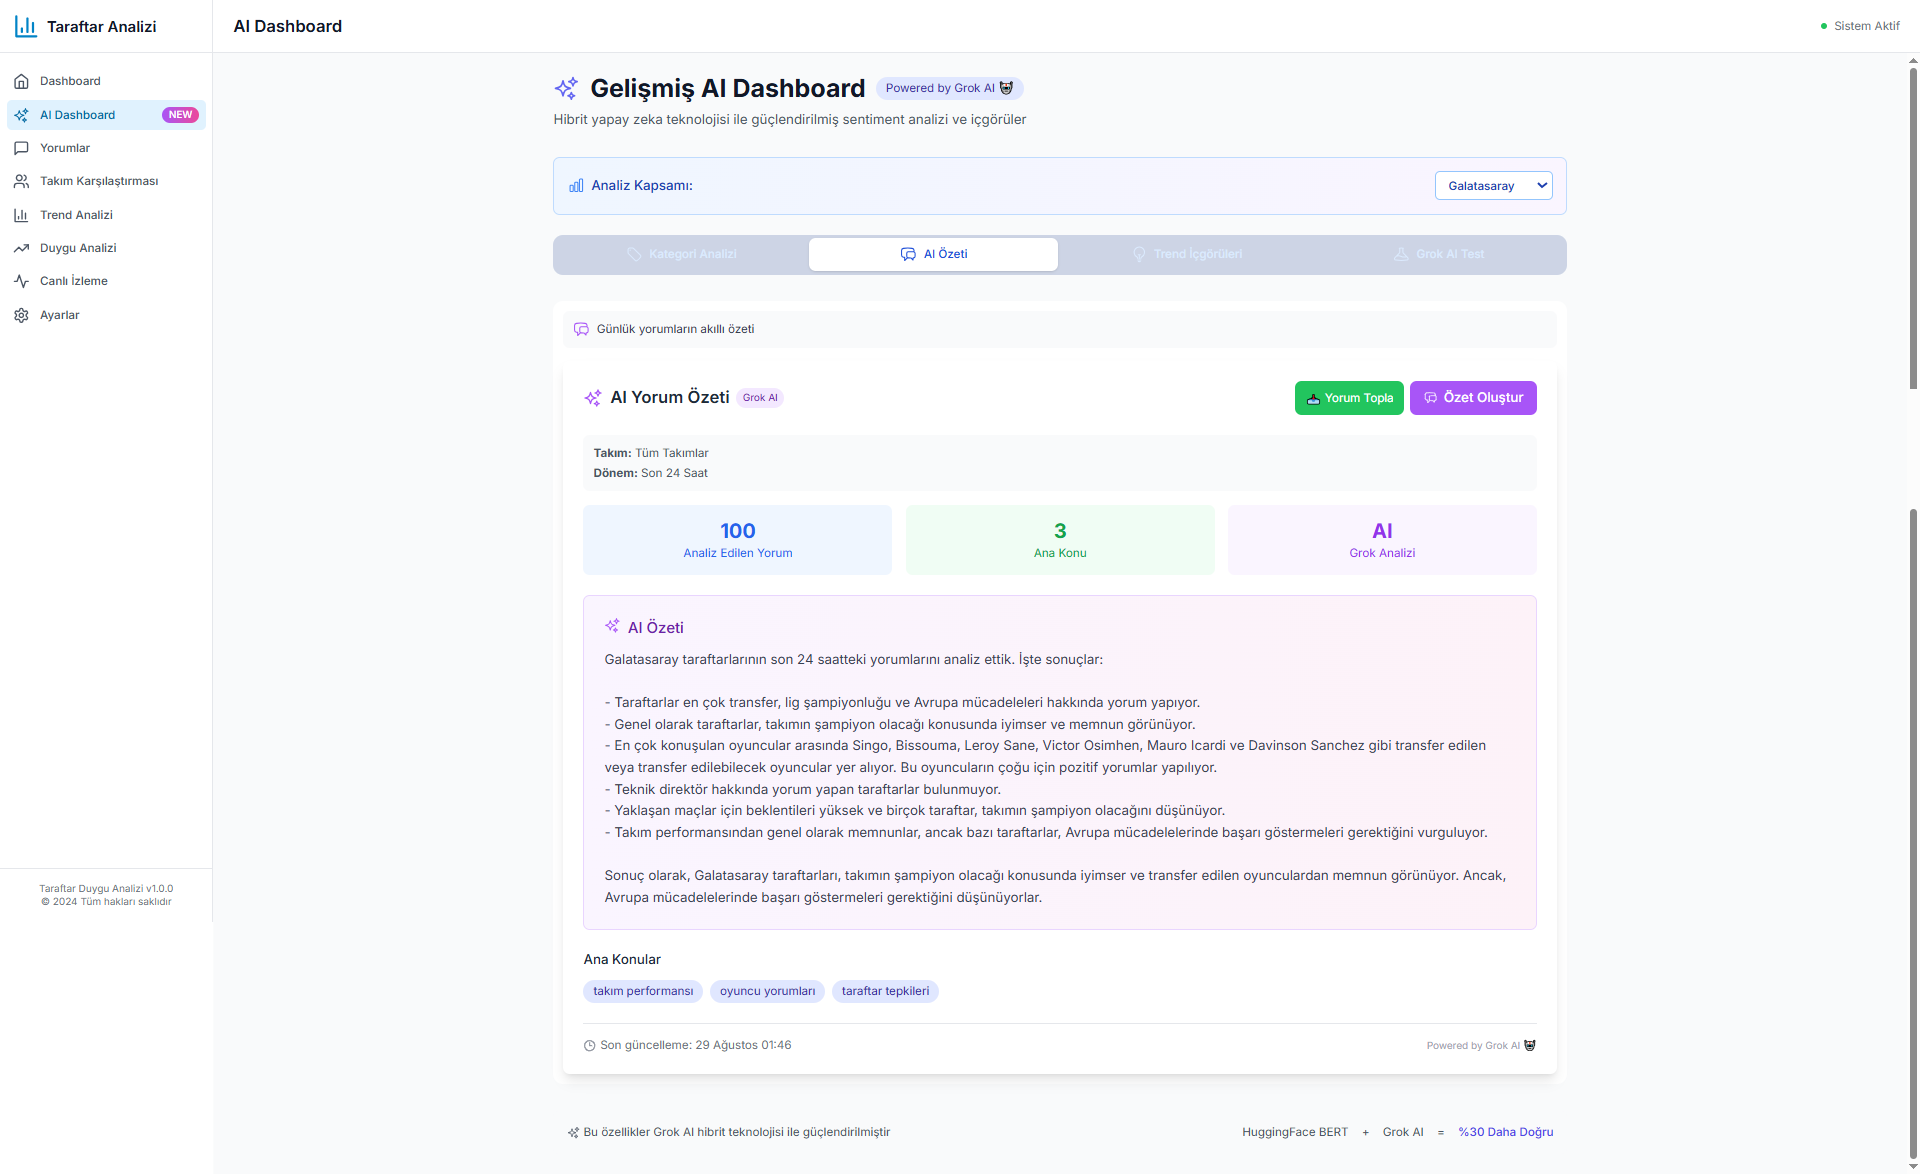 Taraftar Analizi
AI Dashboard
Sistem Aktif
Dashboard
AI Dashboard NEW
Yorumlar
Takım Karşılaştırması
Trend Analizi
Duygu Analizi
Canlı İzleme
Ayarlar
Taraftar Duygu Analizi v1.0.0
© 2024 Tüm hakları saklıdır
Gelişmiş AI Dashboard Powered by Grok AI
Hibrit yapay zeka teknolojisi ile güçlendirilmiş sentiment analizi ve içgörüler
Analiz Kapsamı: Galatasaray
Kategori Analizi AI Özeti Trend İçgörüleri Grok AI Test
Günlük yorumların akıllı özeti
AI Yorum Özeti Grok AI Yorum Topla Özet Oluştur
Takım: Tüm Takımlar
Dönem: Son 24 Saat
100 3 AI
Analiz Edilen Yorum Ana Konu Grok Analizi
AI Özeti
Galatasaray taraftarlarının son 24 saatteki yorumlarını analiz ettik. İşte sonuçlar:
- Taraftarlar en çok transfer, lig şampiyonluğu ve Avrupa mücadeleleri hakkında yorum yapıyor.
- Genel olarak taraftarlar, takımın şampiyon olacağı konusunda iyimser ve memnun görünüyor.
- En çok konuşulan oyuncular arasında Singo, Bissouma, Leroy Sane, Victor Osimhen, Mauro Icardi ve Davinson Sanchez gibi transfer edilen
veya transfer edilebilecek oyuncular yer alıyor. Bu oyuncuların çoğu için pozitif yorumlar yapılıyor.
- Teknik direktör hakkında yorum yapan taraftarlar bulunmuyor.
- Yaklaşan maçlar için beklentileri yüksek ve birçok taraftar, takımın şampiyon olacağını düşünüyor.
- Takım performansından genel olarak memnunlar, ancak bazı taraftarlar, Avrupa mücadelelerinde başarı göstermeleri gerektiğini vurguluyor.
Sonuç olarak, Galatasaray taraftarları, takımın şampiyon olacağı konusunda iyimser ve transfer edilen oyunculardan memnun görünüyor. Ancak,
Avrupa mücadelelerinde başarı göstermeleri gerektiğini düşünüyorlar.
Ana Konular
takım performansı oyuncu yorumları taraftar tepkileri
Son güncelleme: 29 Ağustos 01:46 Powered by Grok AI
Bu özellikler Grok AI hibrit teknolojisi ile güçlendirilmiştir HuggingFace BERT + Grok AI = %30 Daha Doğru